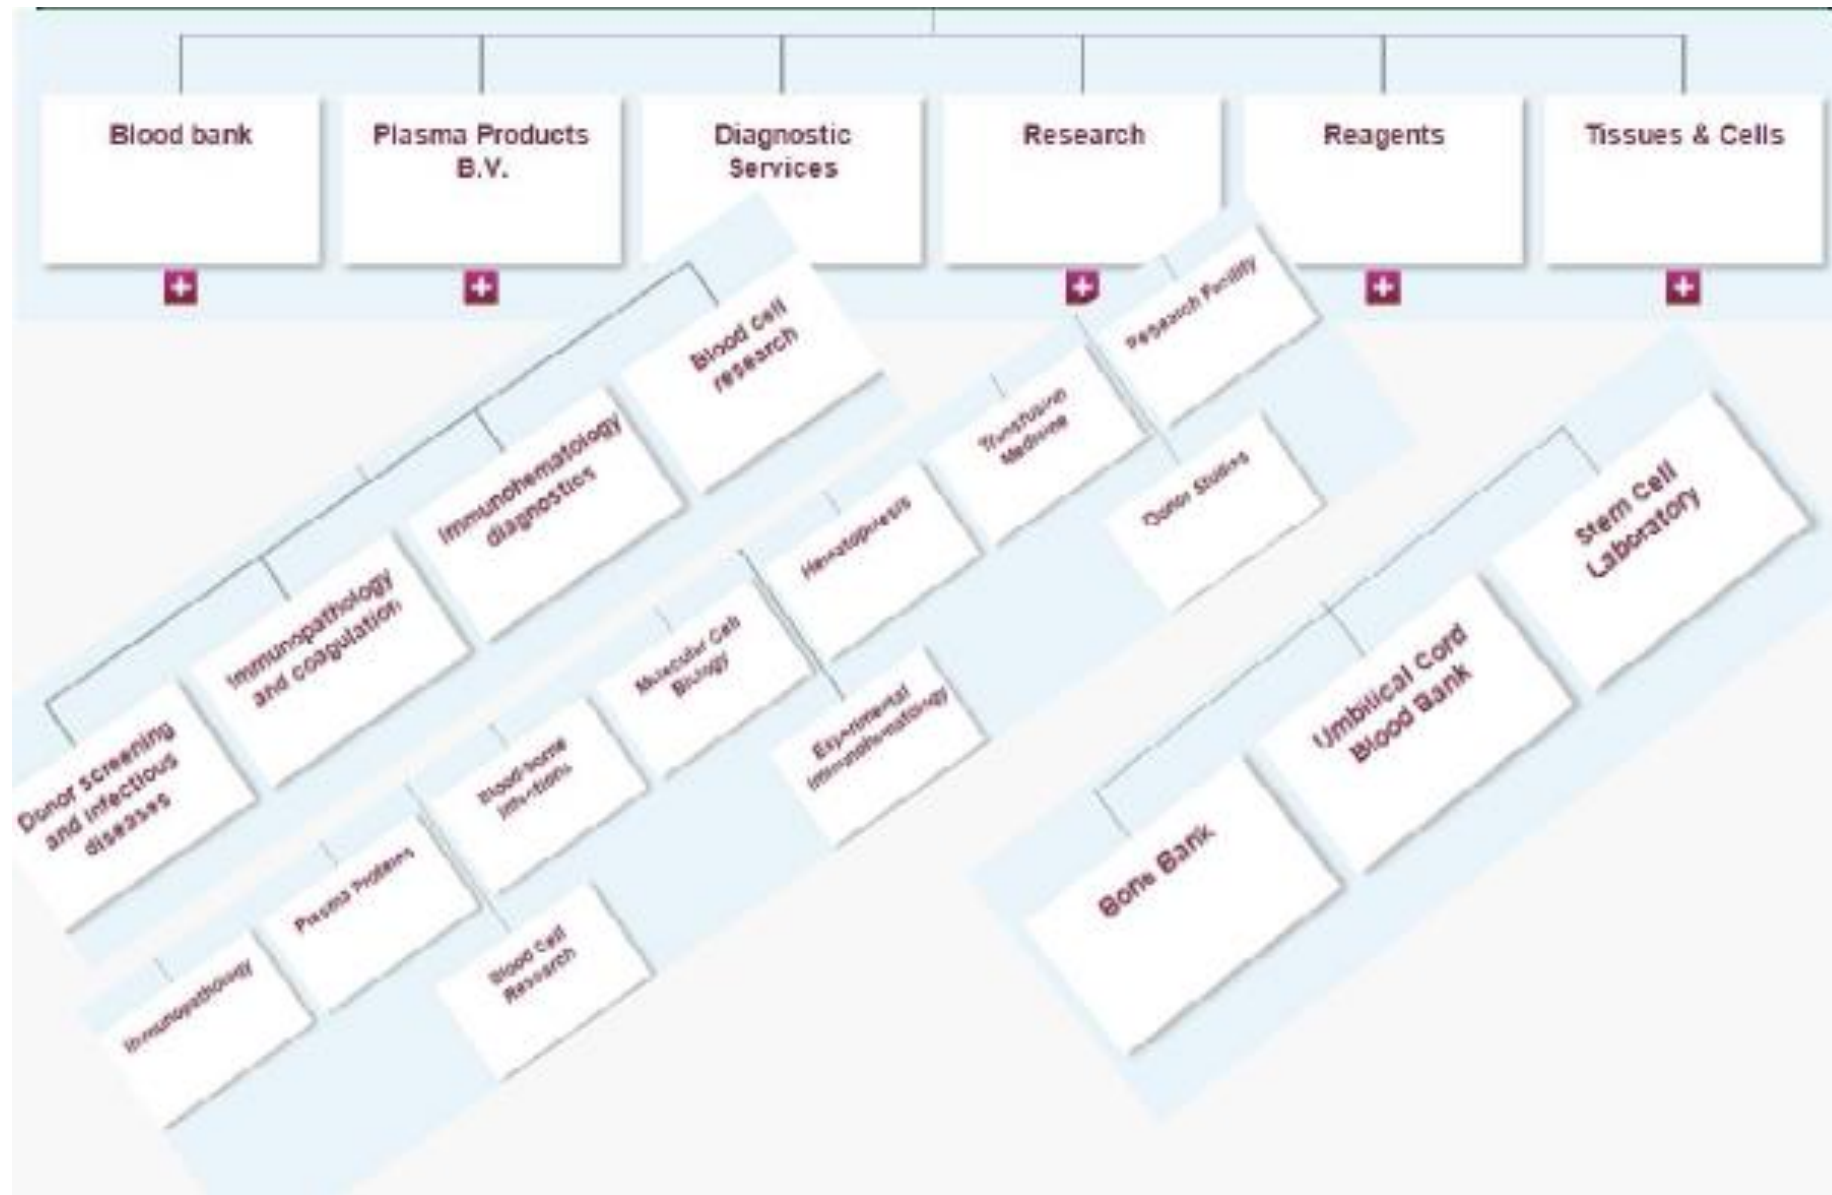 Blood bank
Plasma Products
B.V.
Diagnostic
Services
Research
Reagents
Tissues & Cells
Donor screening
and infectious
diseases
Immunopathology
and coagulation
Immunohematology
diagnostics
Blood cell
research
Immunopathology
Plasma Proteins
Blood Cell
Research
Blood-borne
Infections
Molecular Cell
Biology
Experimental
Immunohematology
Hematopoiesis
Transfusion
Medicine
Donor Studies
Research Facility
Bone Bank
Umbilical Cord
Blood Bank
Stem Cell
Laboratory